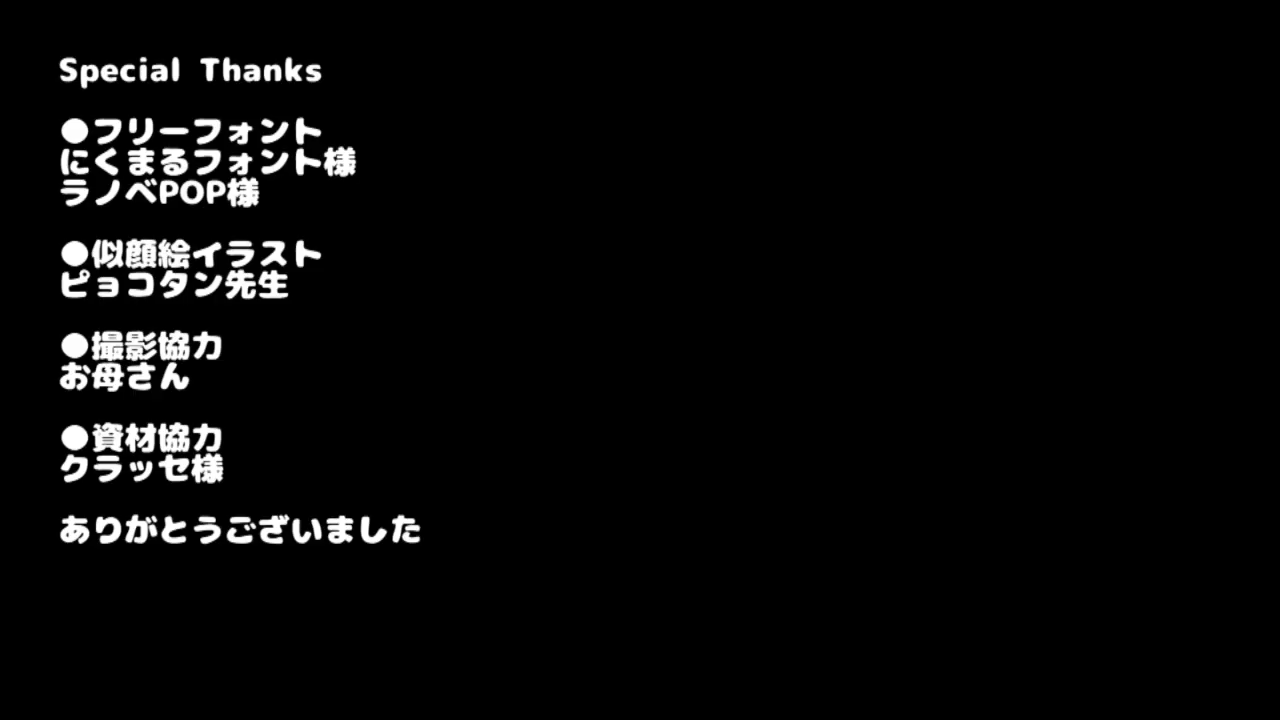 Special Thanks
●フリーフォント
にくまるフォント様
ラノベPOP様
●似顔絵イラスト
ピョコタン先生
●撮影協力
お母さん
●資材協力
クラッセ様
ありがとうございました